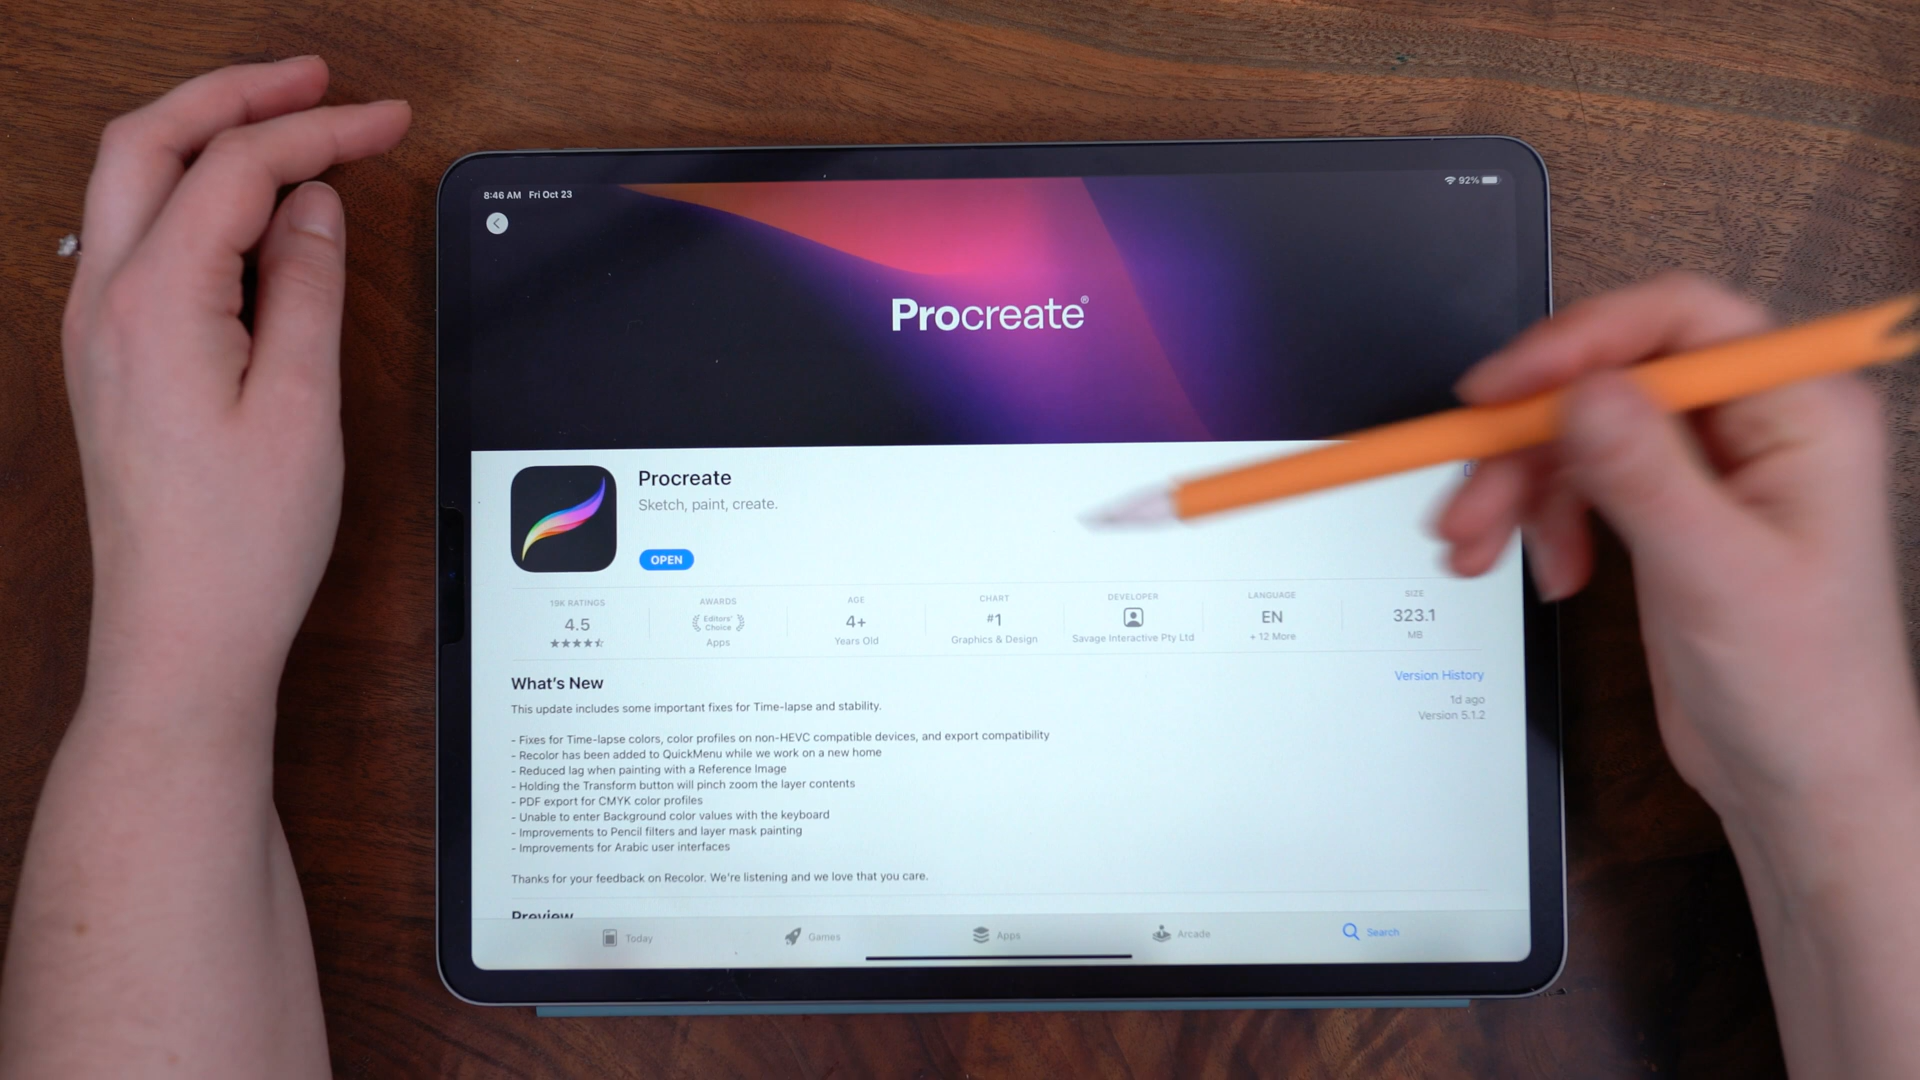 8:46 AM Fri Oct 23
92%
Procreate®
Procreate
Sketch, paint, create.
OPEN
19K RATINGS
4.5
AWARDS
Editors' Choice
Apps
AGE
4+
Years Old
CHART
#1
Graphics & Design
DEVELOPER
Savage Interactive Pty Ltd
LANGUAGE
EN
+ 12 More
SIZE
323.1
MB
What's New
Version History
This update includes some important fixes for Time-lapse and stability.
1d ago
Version 5.1.2
- Fixes for Time-lapse colors, color profiles on non-HEVC compatible devices, and export compatibility
- Recolor has been added to QuickMenu while we work on a new home
- Reduced lag when painting with a Reference Image
- Holding the Transform button will pinch zoom the layer contents
- PDF export for CMYK color profiles
- Unable to enter Background color values with the keyboard
- Improvements to Pencil filters and layer mask painting
- Improvements for Arabic user interfaces
Thanks for your feedback on Recolor. We're listening and we love that you care.
Preview
Today
Games
Apps
Arcade
Search